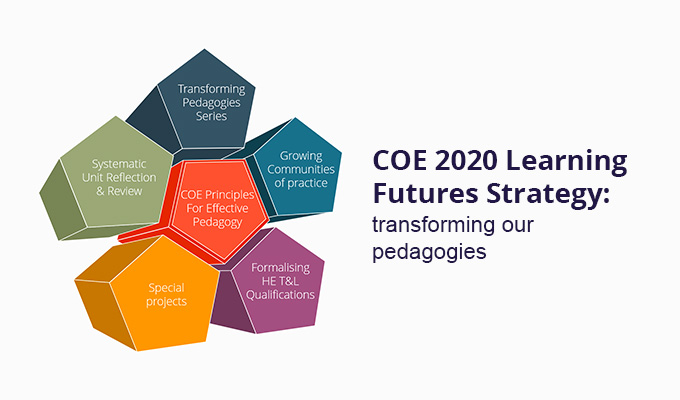 Transforming
Pedagogies
Series
Growing
Communities
of practice
Systematic
Unit Reflection
& Review
COE Principles
For Effective
Pedagogy
Formalising
HE T&L
Qualifications
Special
projects
COE 2020 Learning
Futures Strategy:
transforming our
pedagogies